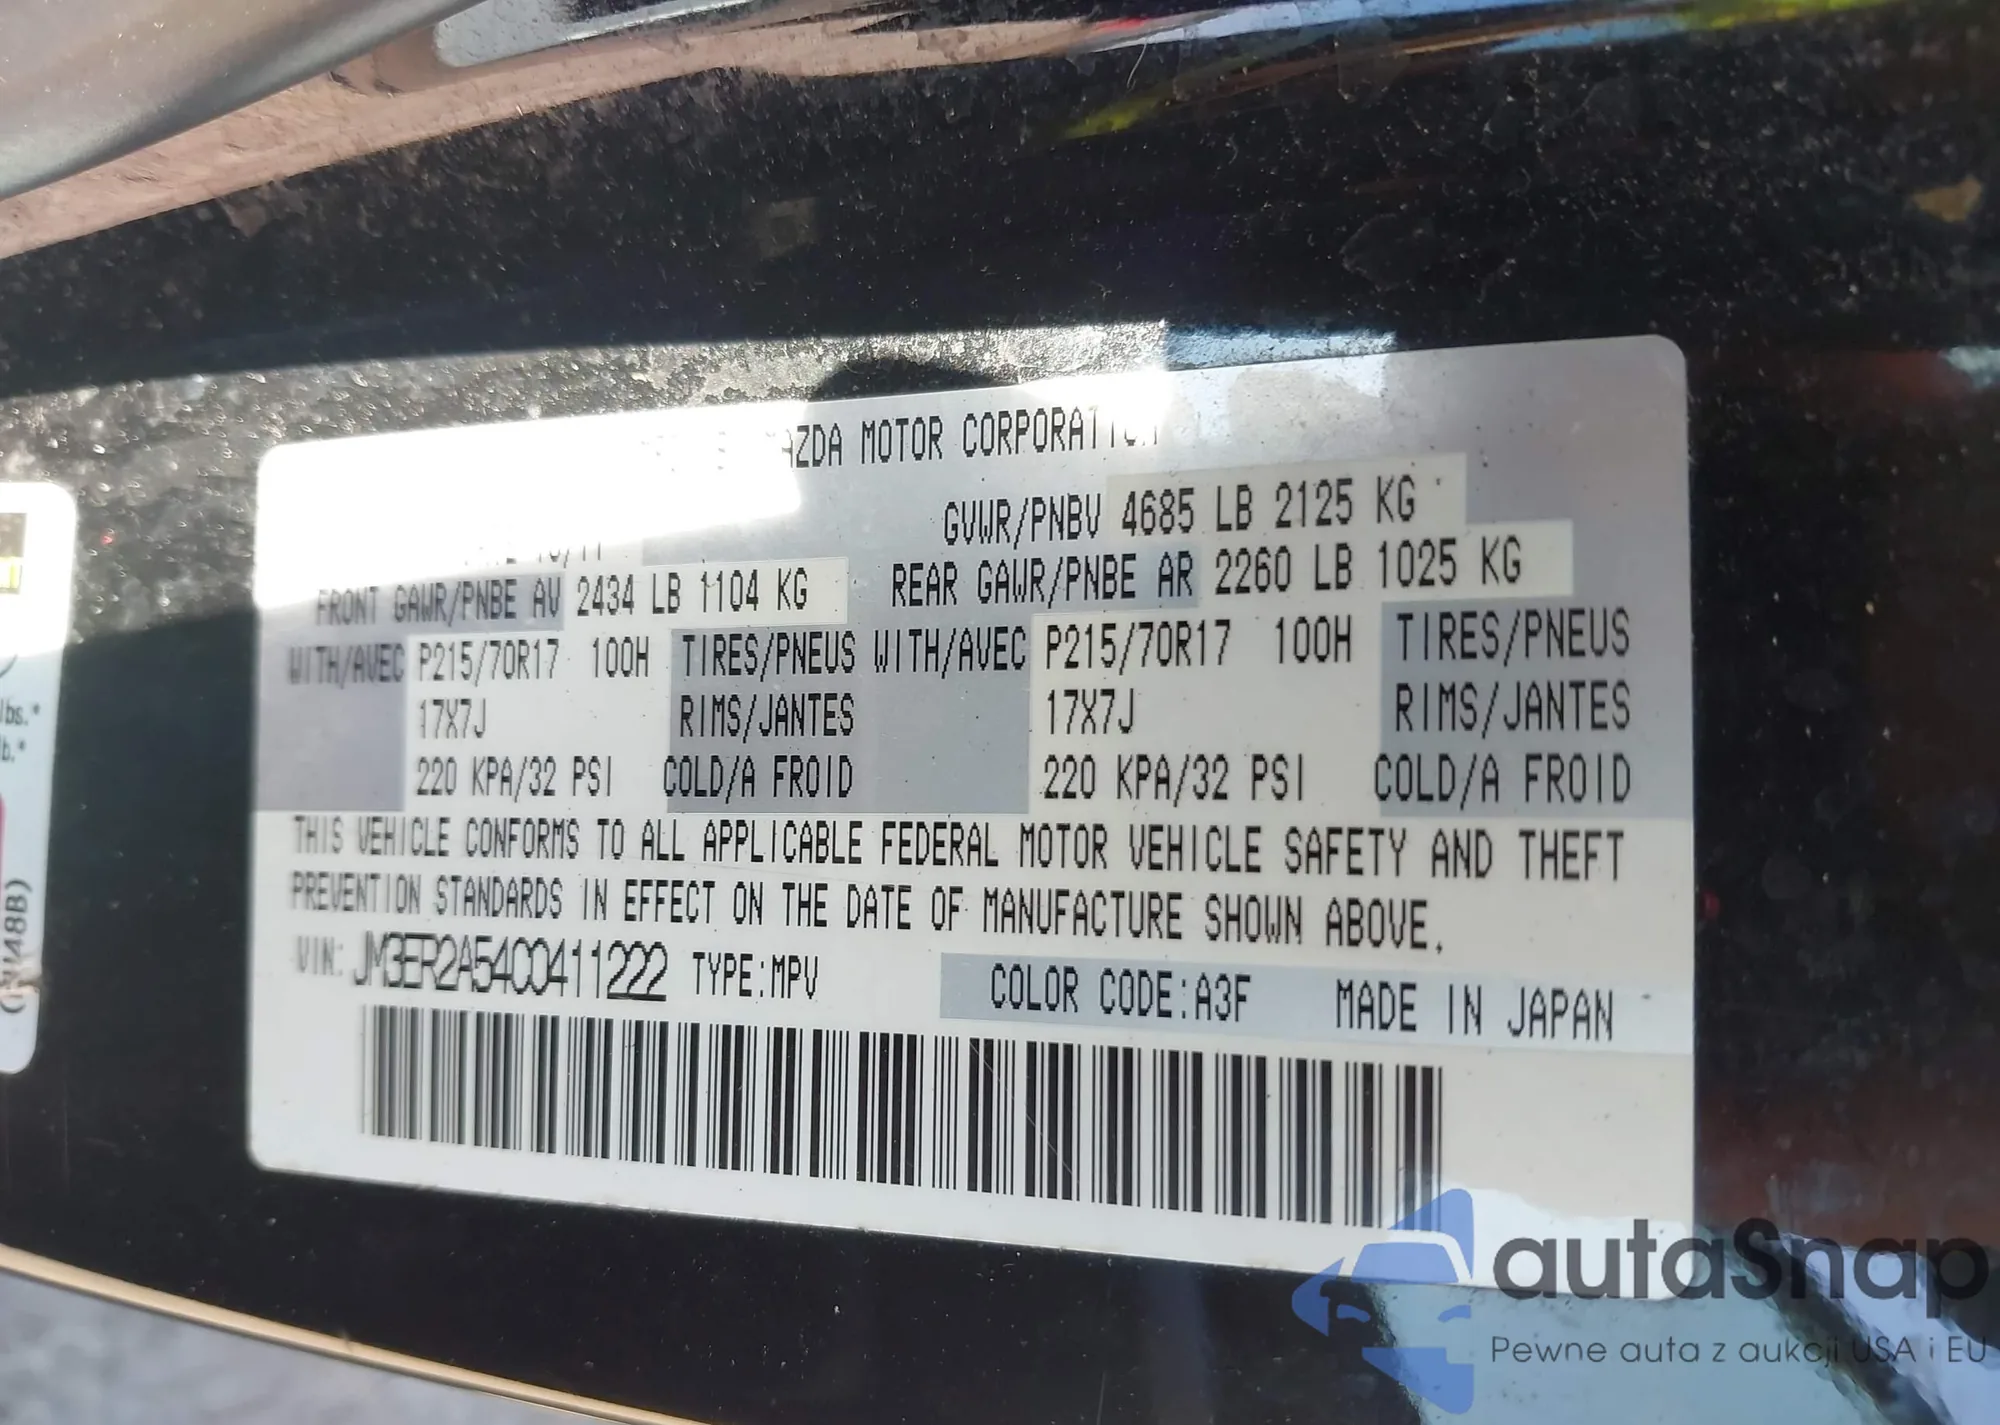 MAZDA MOTOR CORPORATION
GVWR/PNBV 4685 LB 2125 KG
FRONT GAWR/PNBE AV 2434 LB 1104 KG REAR GAWR/PNBE AR 2260 LB 1025 KG
WITH/AVEC P215/70R17 100H TIRES/PNEUS WITH/AVEC P215/70R17 100H TIRES/PNEUS
17X7J RIMS/JANTES 17X7J RIMS/JANTES
220 KPA/32 PSI COLD/A FROID 220 KPA/32 PSI COLD/A FROID
THIS VEHICLE CONFORMS TO ALL APPLICABLE FEDERAL MOTOR VEHICLE SAFETY AND THEFT
PREVENTION STANDARDS IN EFFECT ON THE DATE OF MANUFACTURE SHOWN ABOVE.
VIN: JM3ER2A54C0411222 TYPE:MPV COLOR CODE:A3F MADE IN JAPAN
lbs.*
lb.*
autaSnap
Pewne auta z aukcji USA i EU